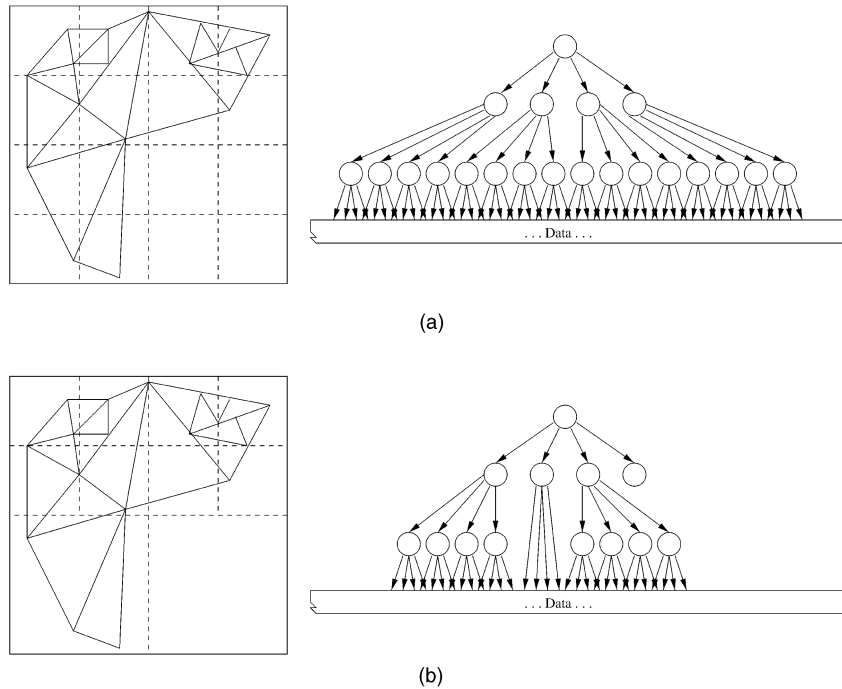 . . . Data . . .
(a)
. . . Data . . .
(b)